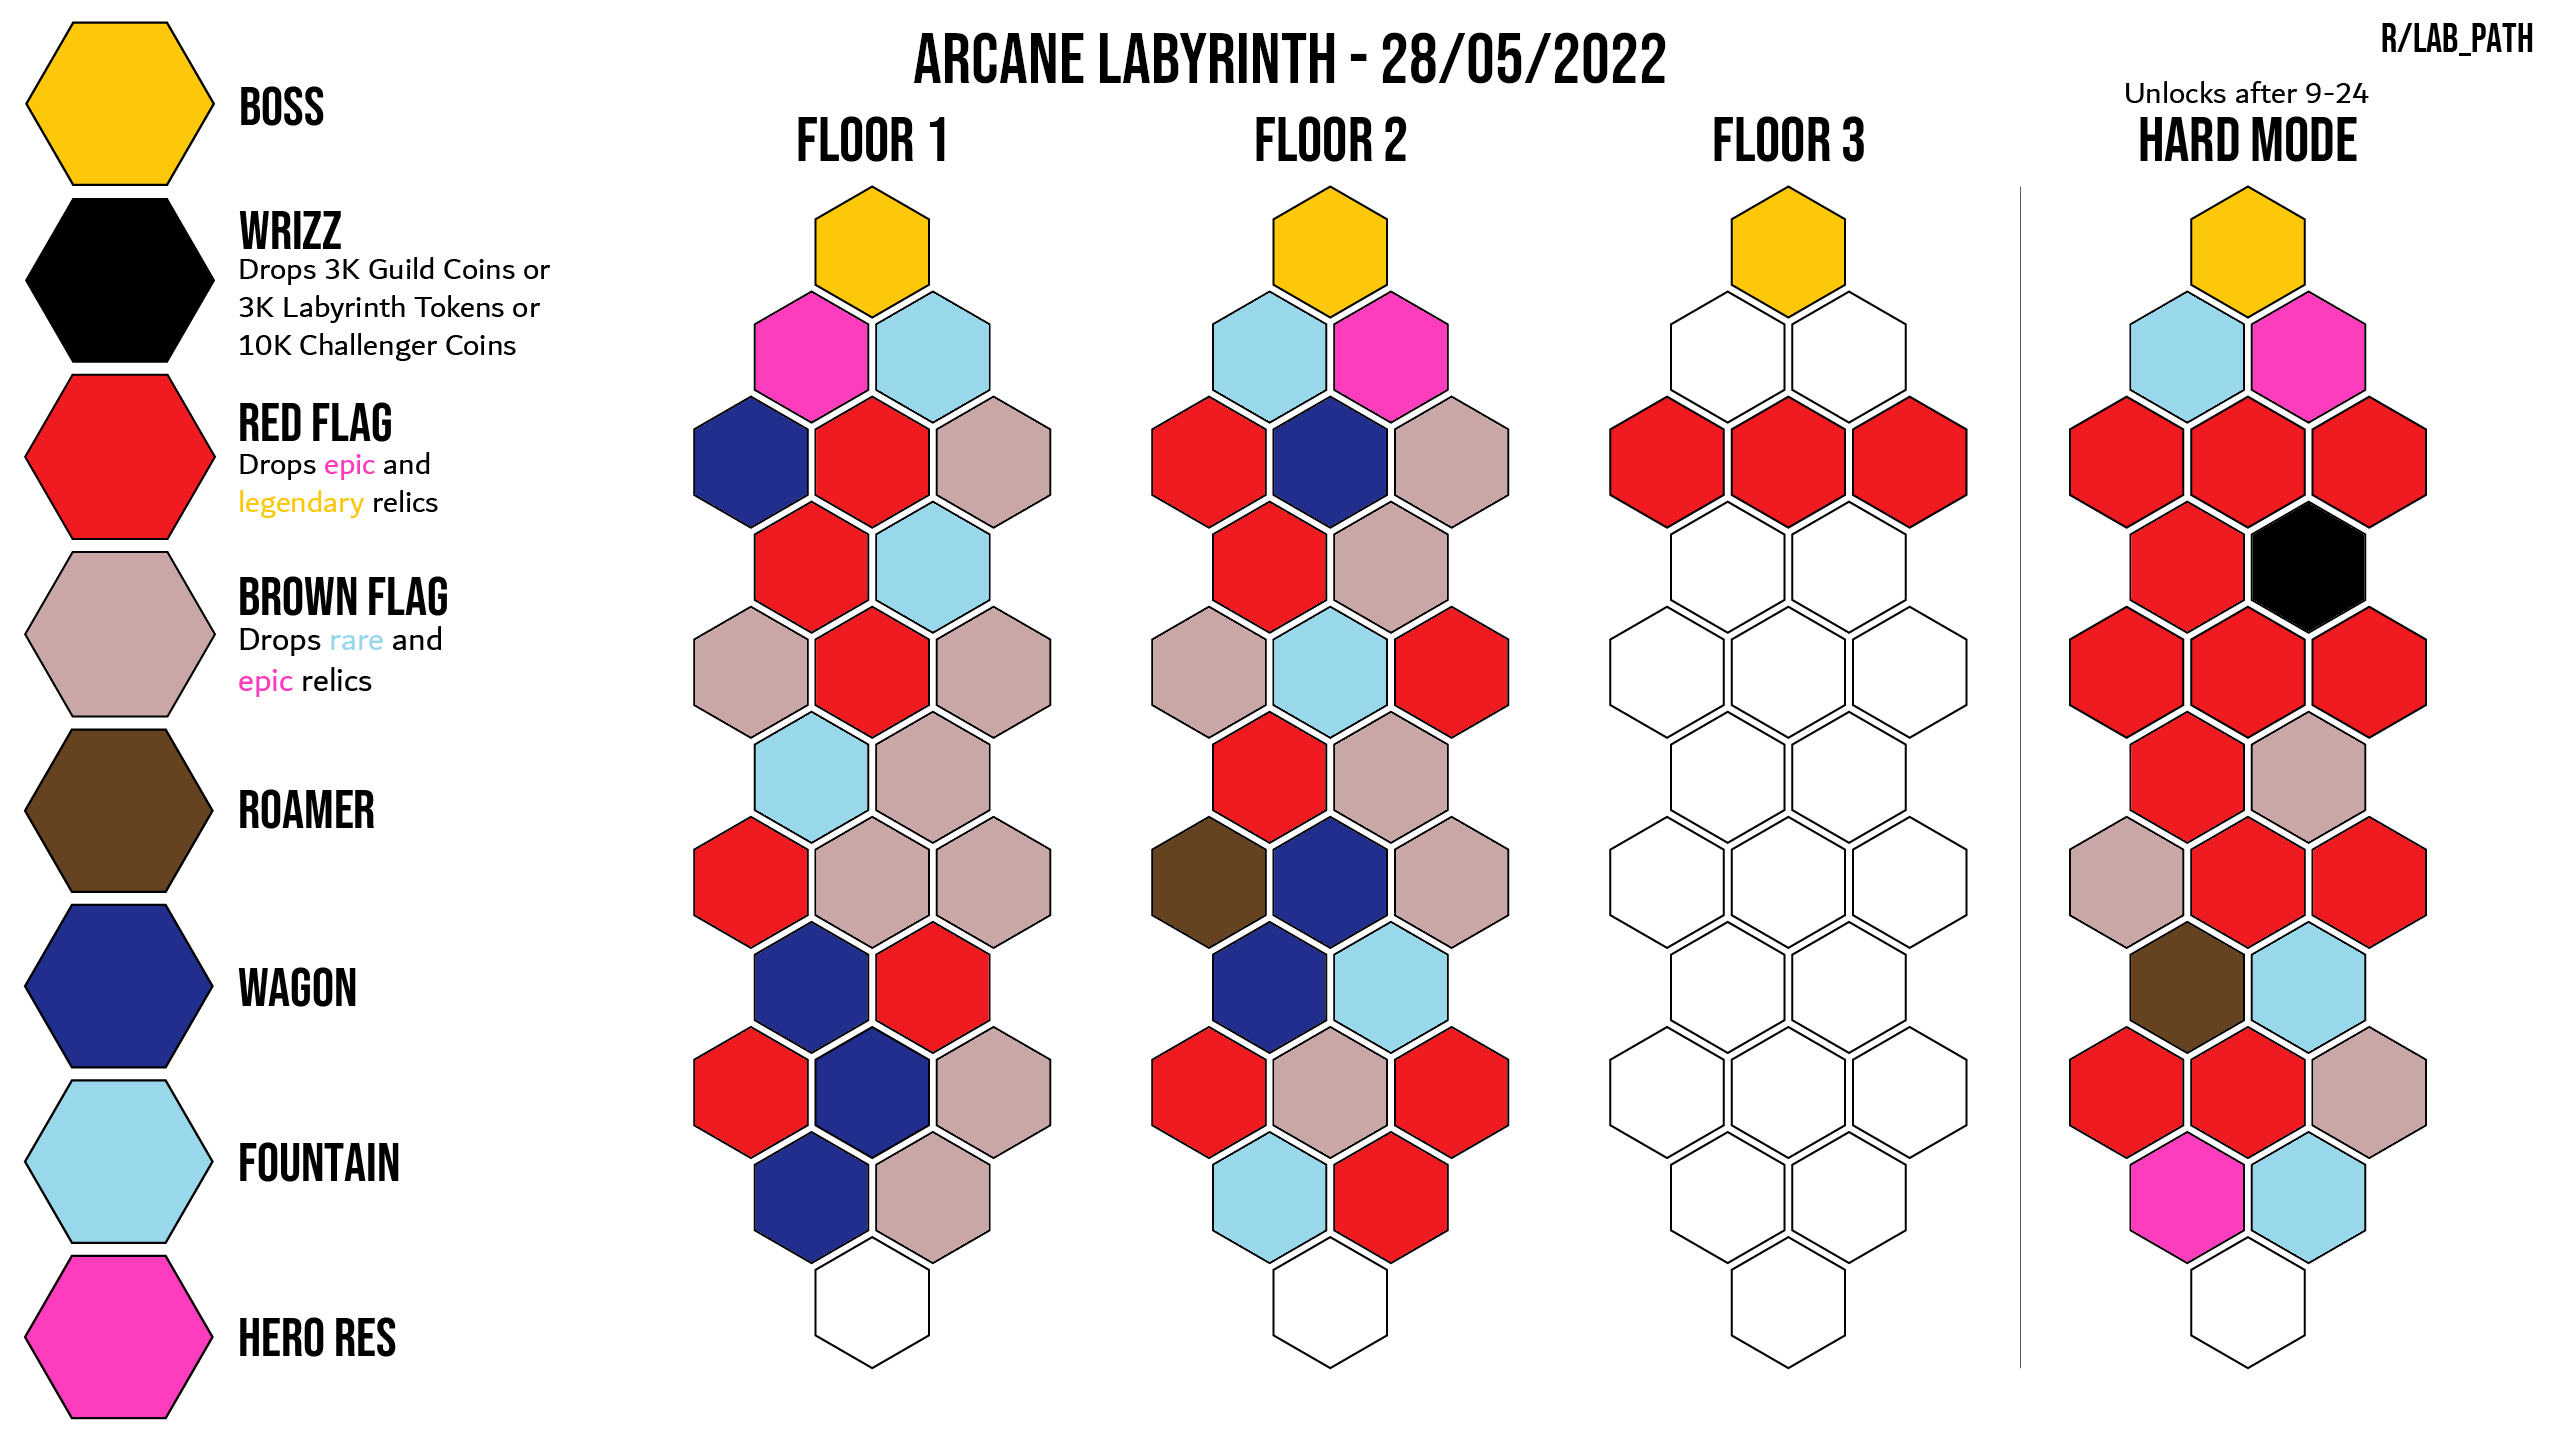 ARCANE LABYRINTH - 28/05/2022
R/LAB_PATH
FLOOR 1
FLOOR 2
FLOOR 3
Unlocks after 9-24
HARD MODE
BOSS
WRIZZ
Drops 3K Guild Coins or
3K Labyrinth Tokens or
10K Challenger Coins
RED FLAG
Drops epic and
legendary relics
BROWN FLAG
Drops rare and
epic relics
ROAMER
WAGON
FOUNTAIN
HERO RES